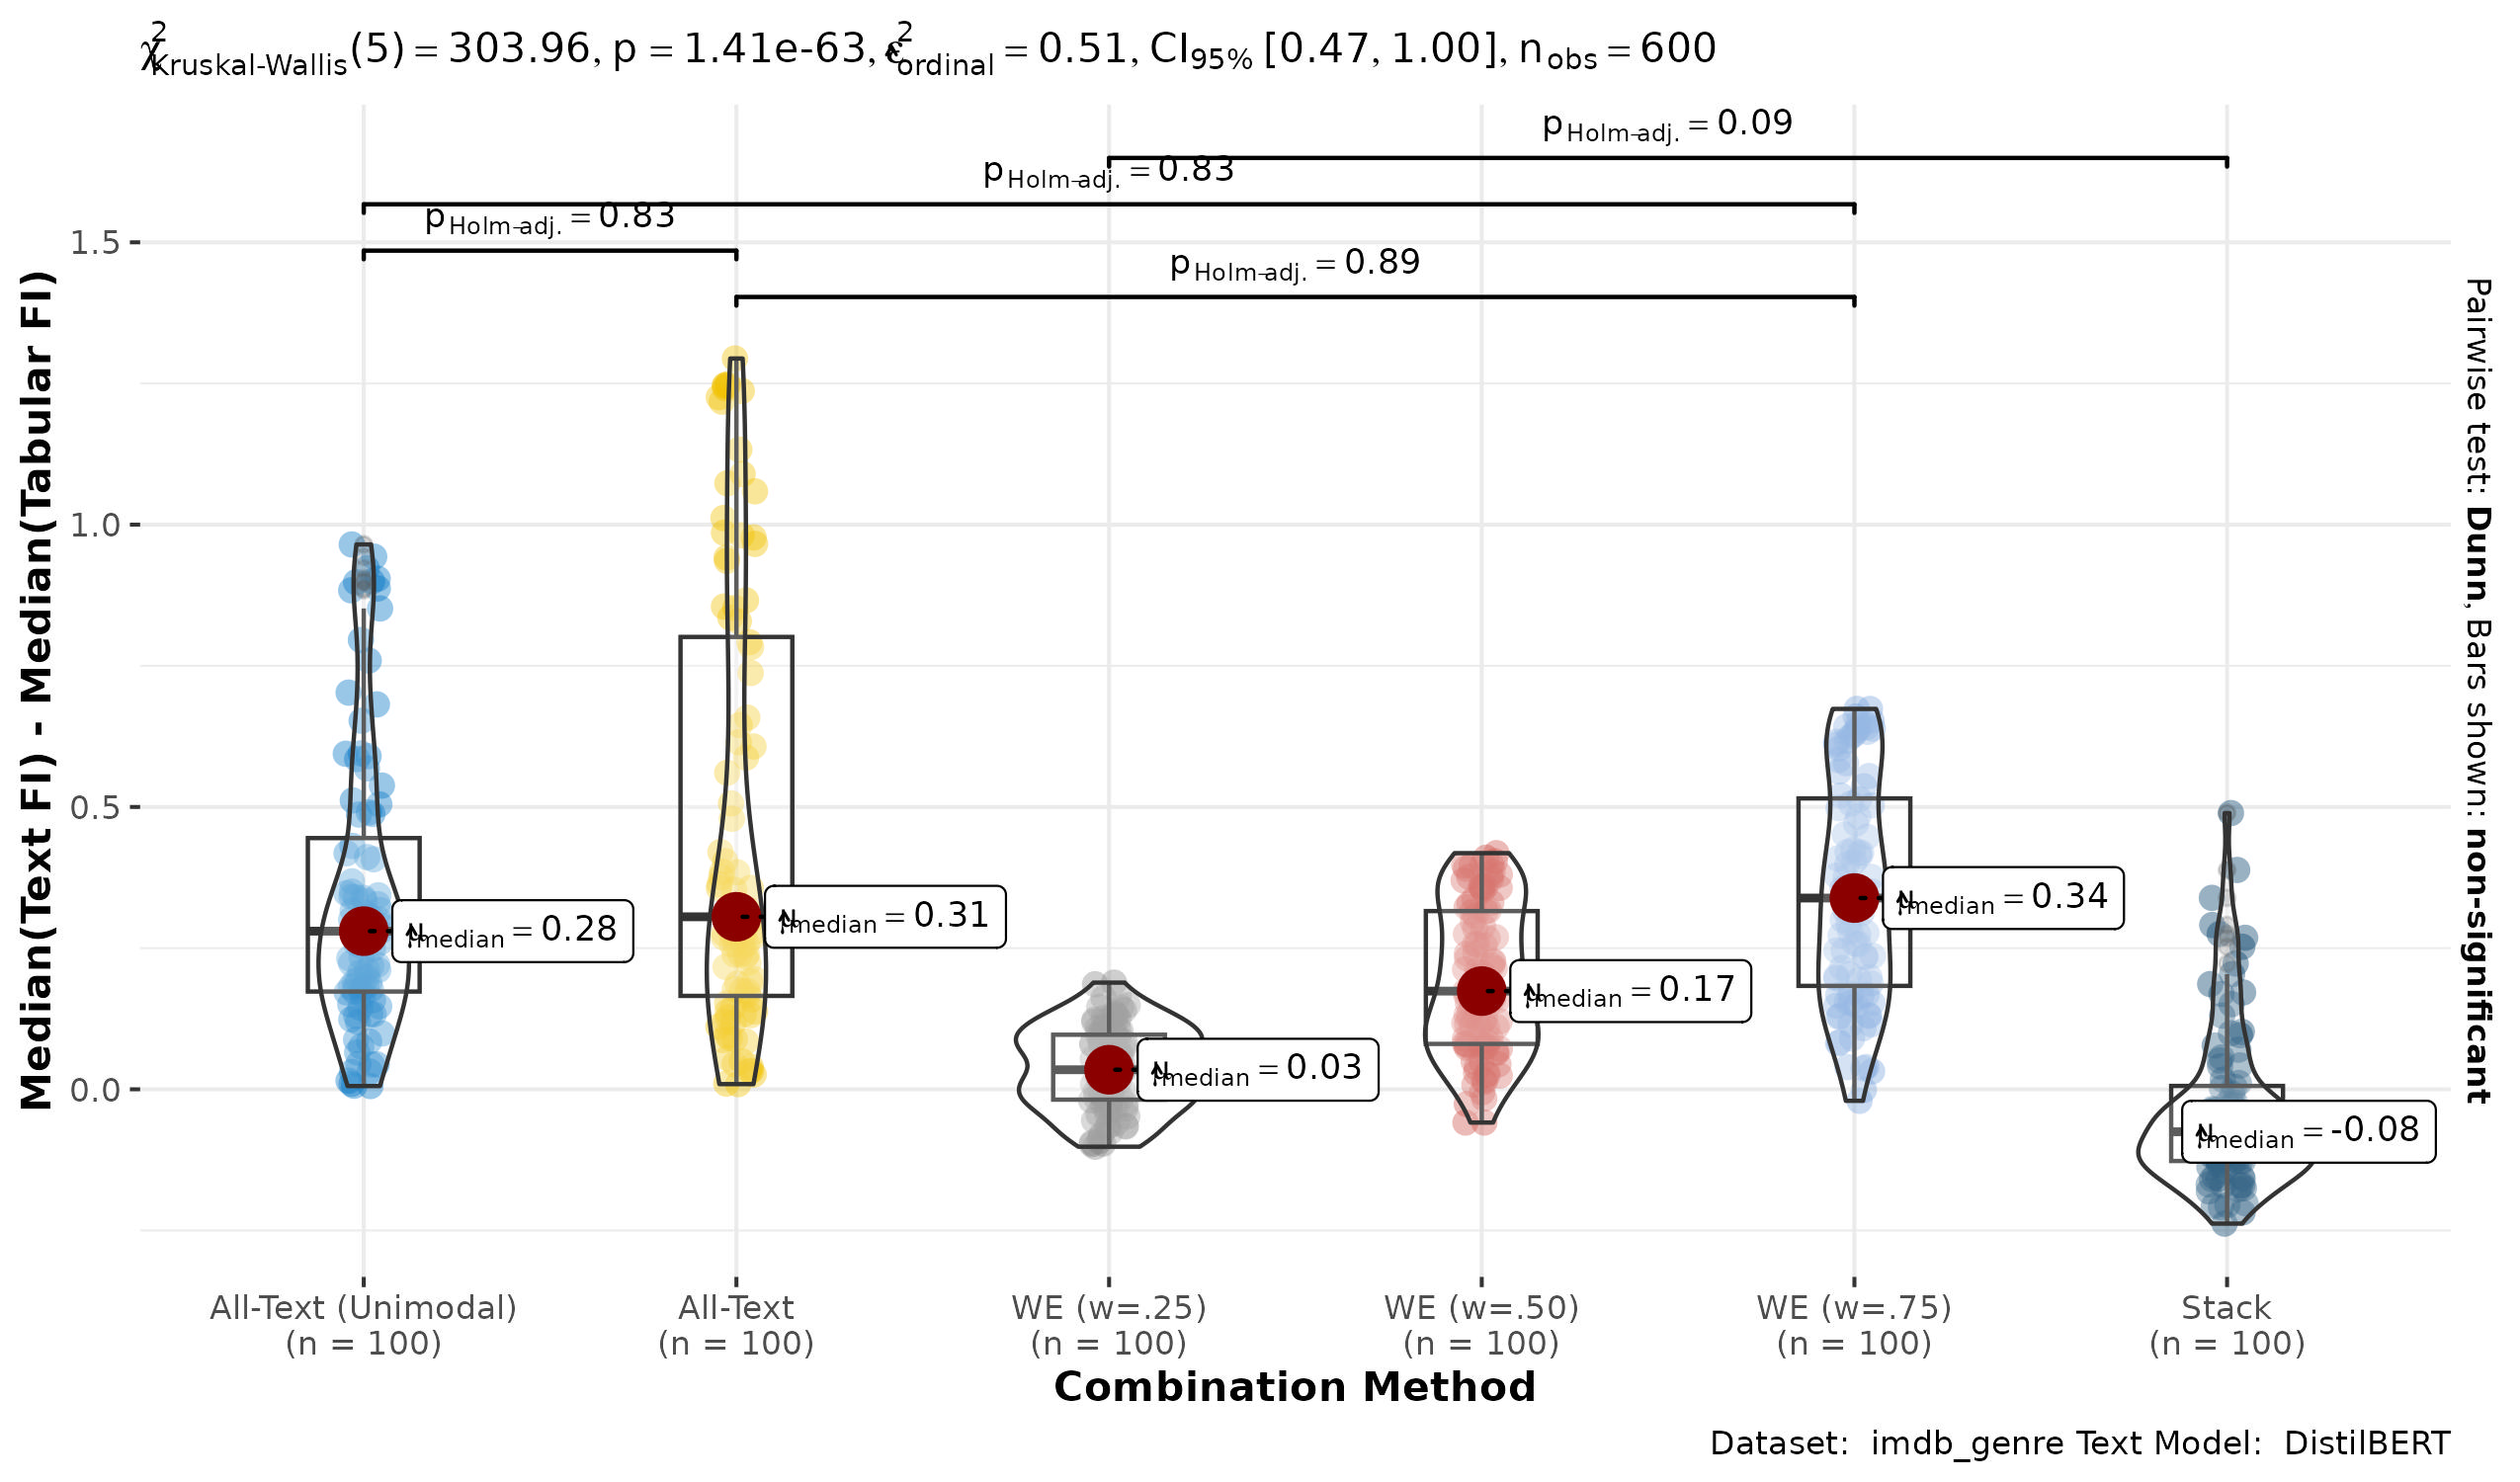 χ²Kruskal-Wallis(5) = 303.96, p = 1.41e-63, ε²ordinal = 0.51, CI95% [0.47, 1.00], nobs = 600
pHolm-adj. = 0.09
pHolm-adj. = 0.83
pHolm-adj. = 0.83
pHolm-adj. = 0.89
Median(Text FI) - Median(Tabular FI)
1.5
1.0
0.5
0.0
μ̂median = 0.28
μ̂median = 0.31
μ̂median = 0.03
μ̂median = 0.17
μ̂median = 0.34
μ̂median = -0.08
Pairwise test: Dunn, Bars shown: non-significant
All-Text (Unimodal)
(n = 100)
All-Text
(n = 100)
WE (w=.25)
(n = 100)
WE (w=.50)
(n = 100)
WE (w=.75)
(n = 100)
Stack
(n = 100)
Combination Method
Dataset:  imdb_genre Text Model:  DistilBERT